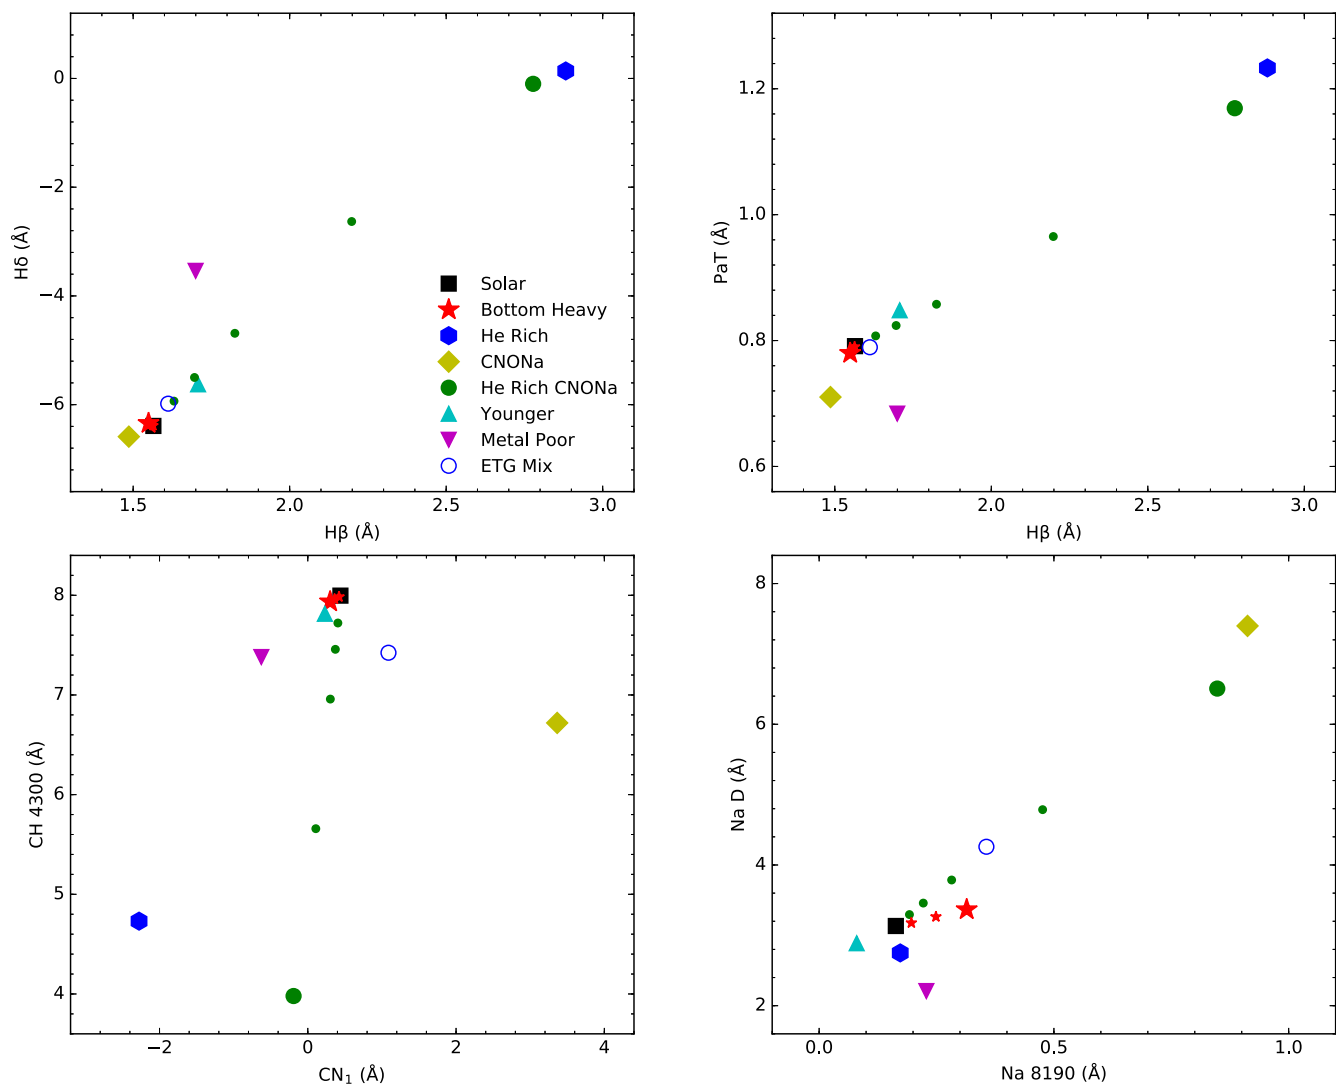 0
−2
−4
−6
Hδ (Å)
1.5
2.0
2.5
3.0
Hβ (Å)
Solar
Bottom Heavy
He Rich
CNONa
He Rich CNONa
Younger
Metal Poor
ETG Mix
1.2
1.0
0.8
0.6
PaT (Å)
1.5
2.0
2.5
3.0
Hβ (Å)
8
7
6
5
4
CH 4300 (Å)
−2
0
2
4
CN₁ (Å)
8
6
4
2
Na D (Å)
0.0
0.5
1.0
Na 8190 (Å)